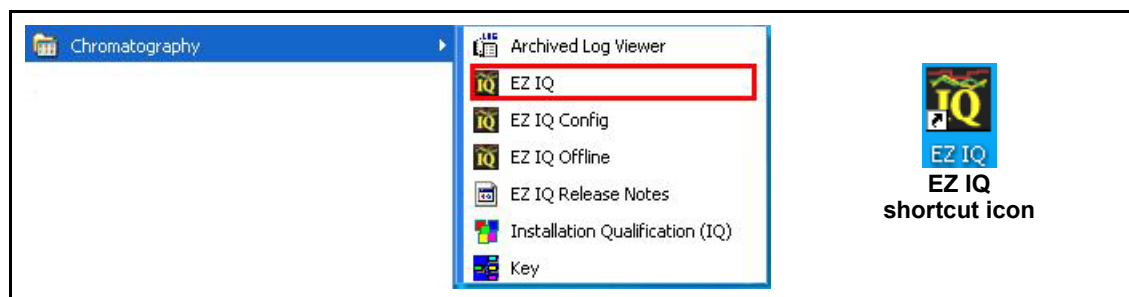 Chromatography
Archived Log Viewer
EZ IQ
EZ IQ Config
EZ IQ Offline
EZ IQ Release Notes
Installation Qualification (IQ)
Key
IQ
EZ IQ
EZ IQ
shortcut icon